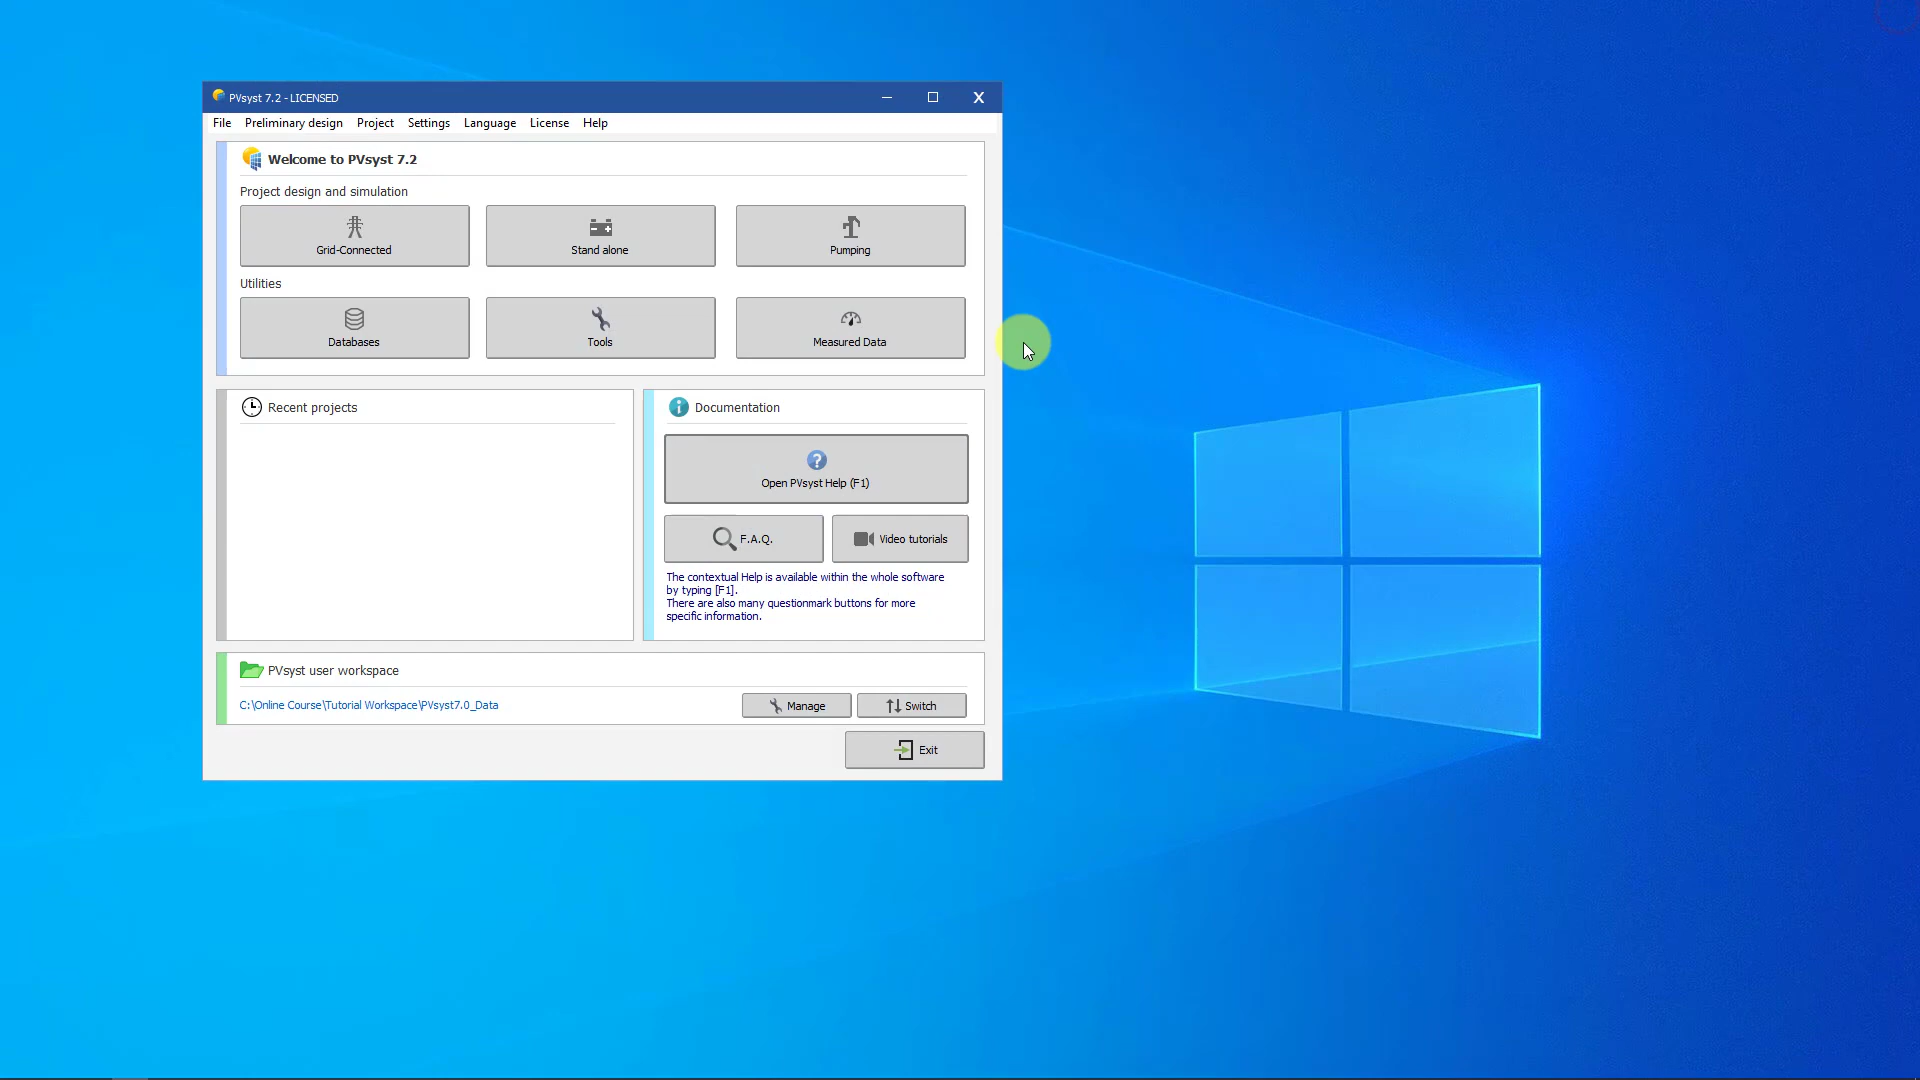 PVsyst 7.2 - LICENSED
File Preliminary design Project Settings Language License Help
Welcome to PVsyst 7.2
Project design and simulation
Grid-Connected Stand alone Pumping
Utilities
Databases Tools Measured Data
Recent projects
Documentation
Open PVsyst Help (F1)
F.A.Q. Video tutorials
The contextual Help is available within the whole software
by typing [F1].
There are also many questionmark buttons for more
specific information.
PVsyst user workspace
C:\Online Course\Tutorial Workspace\PVsyst7.0_Data Manage Switch
Exit